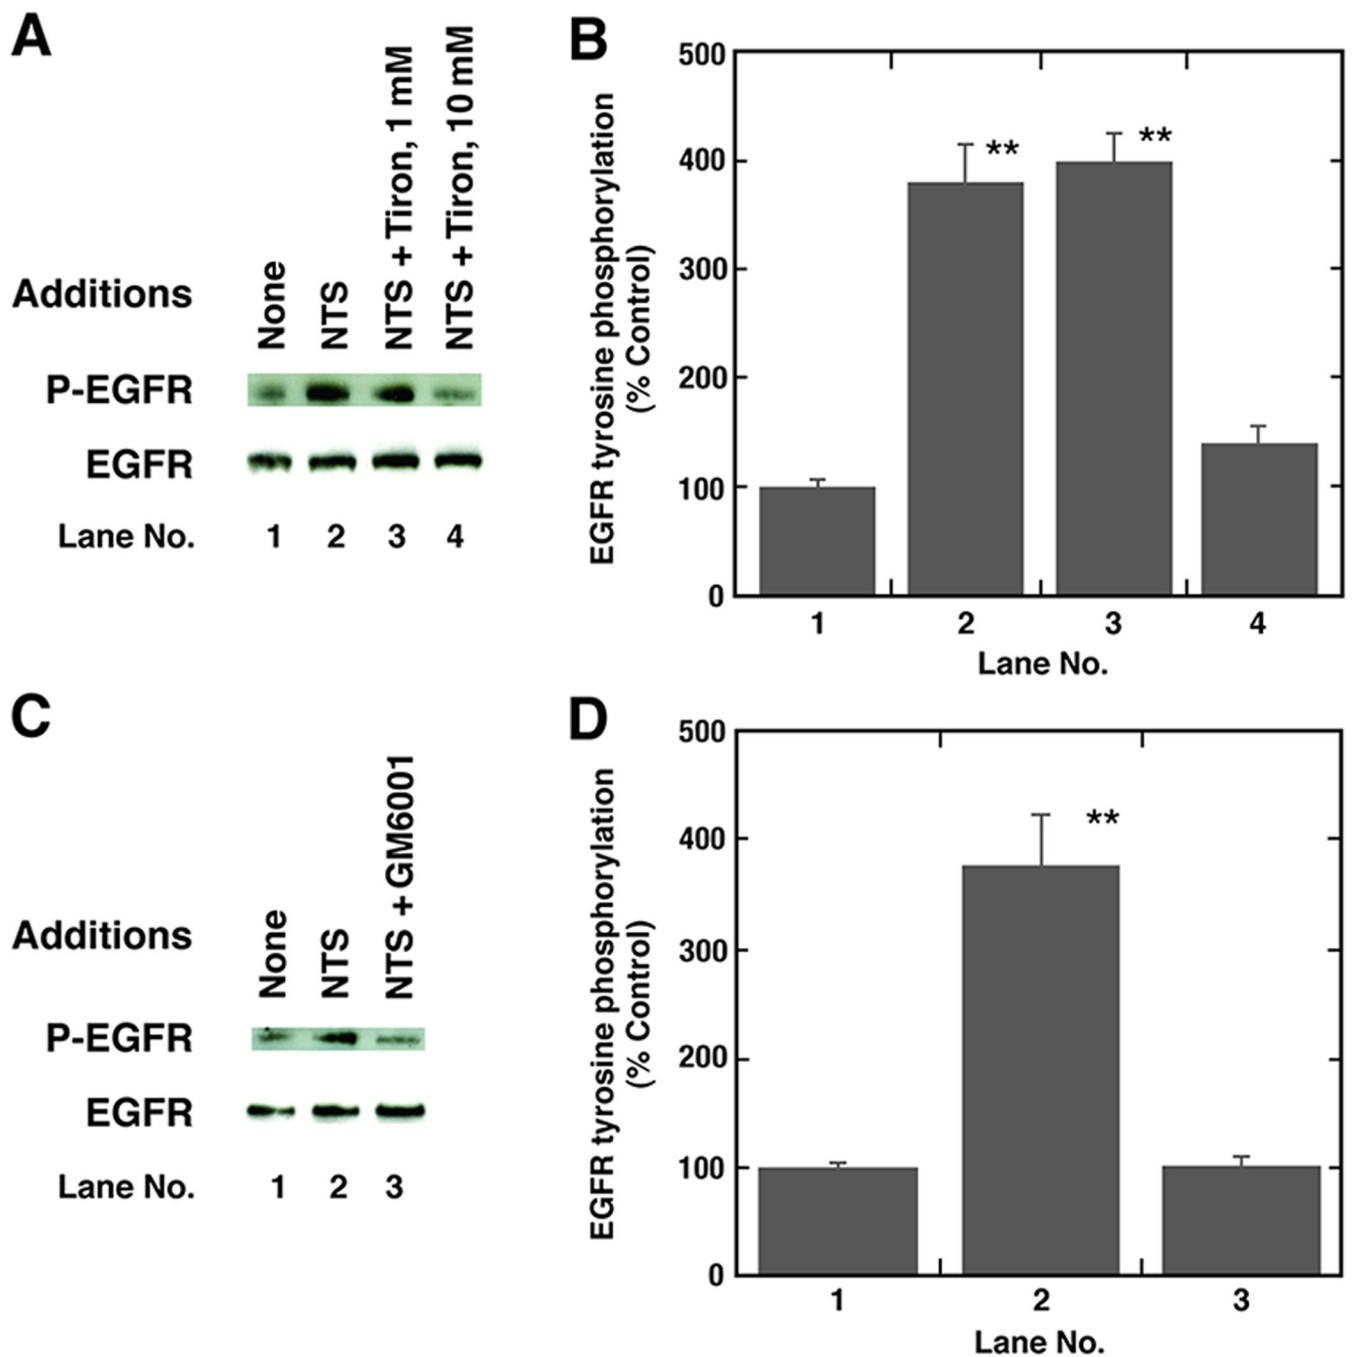 A
Additions
None
NTS
NTS + Tiron, 1 mM
NTS + Tiron, 10 mM
P-EGFR
EGFR
Lane No. 1 2 3 4
B
EGFR tyrosine phosphorylation
(% Control)
500
400
300
200
100
0
**
**
1 2 3 4
Lane No.
C
Additions
None
NTS
NTS + GM6001
P-EGFR
EGFR
Lane No. 1 2 3
D
EGFR tyrosine phosphorylation
(% Control)
500
400
300
200
100
0
**
1 2 3
Lane No.